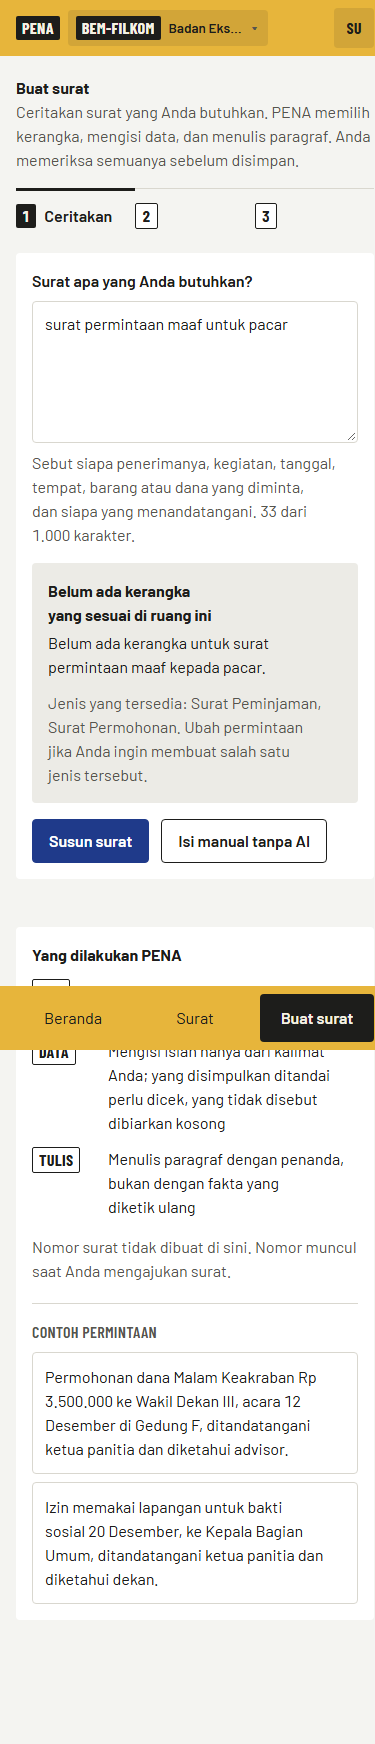 PENA BEM-FILKOM Badan Eks... SU
Buat surat
Ceritakan surat yang Anda butuhkan. PENA memilih
kerangka, mengisi data, dan menulis paragraf. Anda
memeriksa semuanya sebelum disimpan.
1 Ceritakan 2 3
Surat apa yang Anda butuhkan?
surat permintaan maaf untuk pacar
Sebut siapa penerimanya, kegiatan, tanggal,
tempat, barang atau dana yang diminta,
dan siapa yang menandatangani. 33 dari
1.000 karakter.
Belum ada kerangka
yang sesuai di ruang ini
Belum ada kerangka untuk surat
permintaan maaf kepada pacar.
Jenis yang tersedia: Surat Peminjaman,
Surat Permohonan. Ubah permintaan
jika Anda ingin membuat salah satu
jenis tersebut.
Susun surat Isi manual tanpa AI
Yang dilakukan PENA
Beranda Surat Buat surat
DATA Mengisi isian hanya dari kalimat
Anda; yang disimpulkan ditandai
perlu dicek, yang tidak disebut
dibiarkan kosong
TULIS Menulis paragraf dengan penanda,
bukan dengan fakta yang
diketik ulang
Nomor surat tidak dibuat di sini. Nomor muncul
saat Anda mengajukan surat.
CONTOH PERMINTAAN
Permohonan dana Malam Keakraban Rp
3.500.000 ke Wakil Dekan III, acara 12
Desember di Gedung F, ditandatangani
ketua panitia dan diketahui advisor.
Izin memakai lapangan untuk bakti
sosial 20 Desember, ke Kepala Bagian
Umum, ditandatangani ketua panitia dan
diketahui dekan.